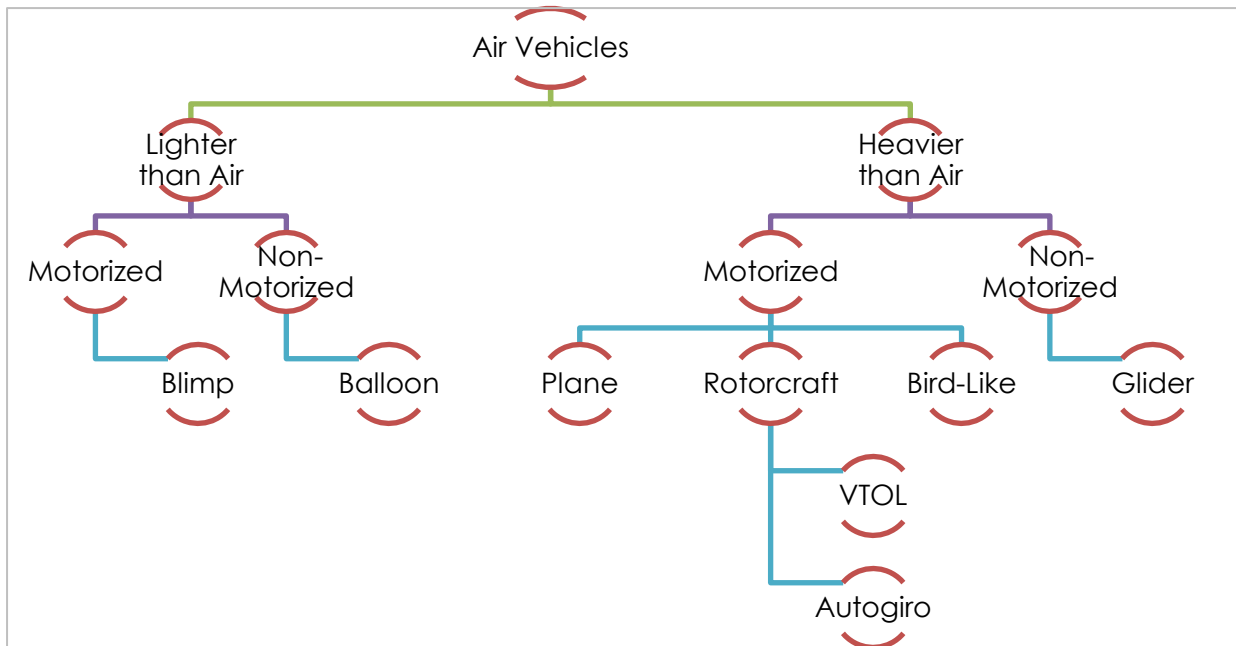 Air Vehicles
Lighter
than Air
Heavier
than Air
Motorized
Non-
Motorized
Motorized
Non-
Motorized
Blimp
Balloon
Plane
Rotorcraft
Bird-Like
Glider
VTOL
Autogiro